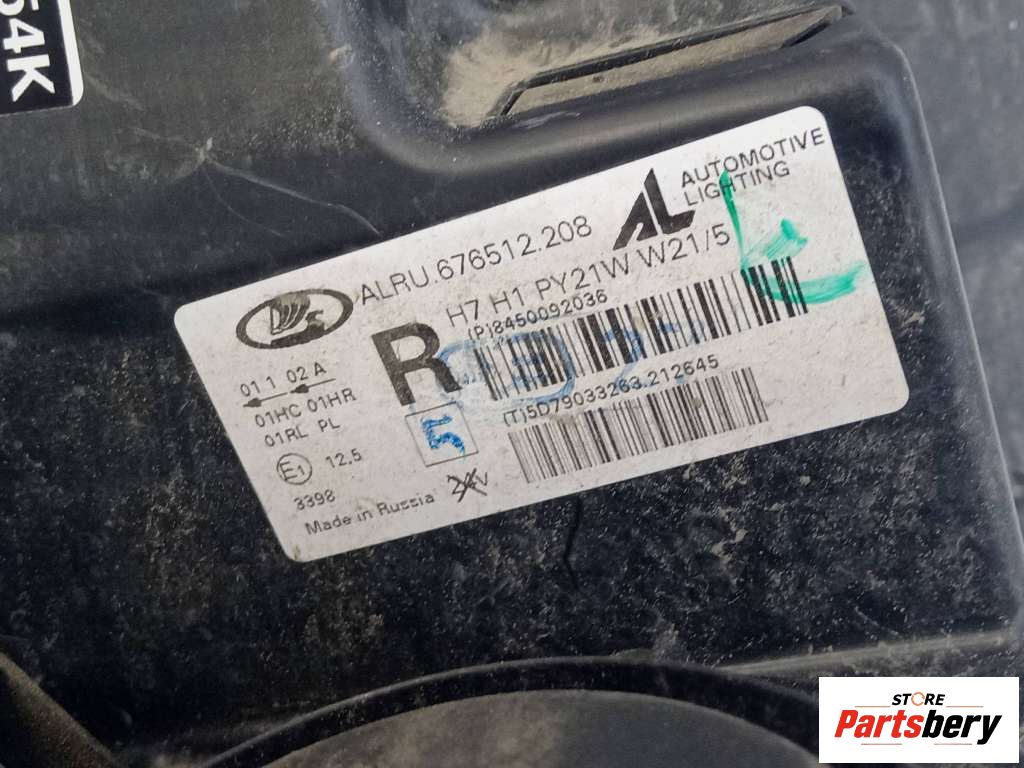 54K
AUTOMOTIVE
LIGHTING
ALRU.676512.208
H7 H1 PY21W W21/5
(P)8450092036
R
01 1 02 A
01HC 01HR
01RL PL
5
(T)5D79033263.212645
E1 12.5
3398
Made in Russia
STORE
Partsbery